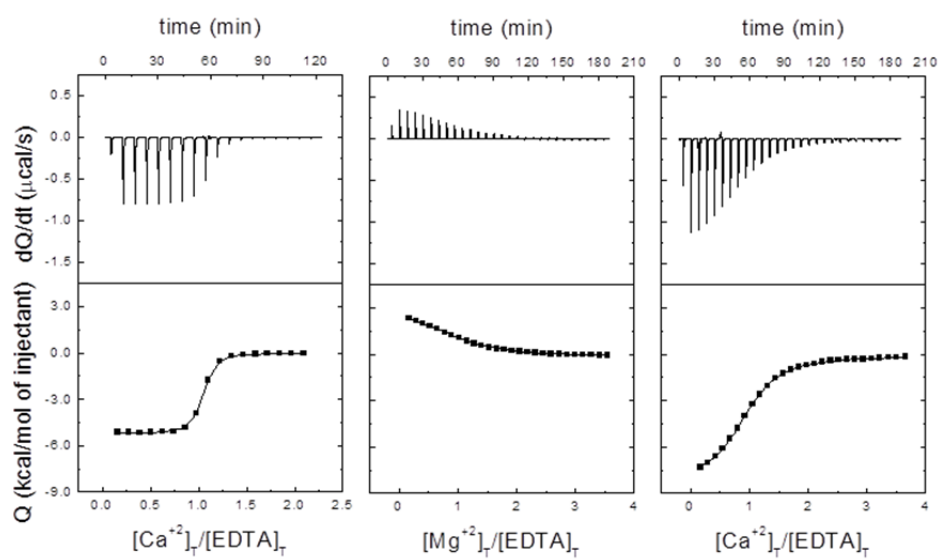 time (min) time (min) time (min)
0 30 60 90 120 0 30 60 90 120 150 180 210 0 30 60 90 120 150 180 210
0.5
0.0
-0.5
-1.0
-1.5
dQ/dt (μcal/s)
3.0
0.0
-3.0
-6.0
-9.0
Q (kcal/mol of injectant)
0.0 0.5 1.0 1.5 2.0 2.5 0 1 2 3 4 0 1 2 3 4
[Ca⁺²]T/[EDTA]T [Mg⁺²]T/[EDTA]T [Ca⁺²]T/[EDTA]T